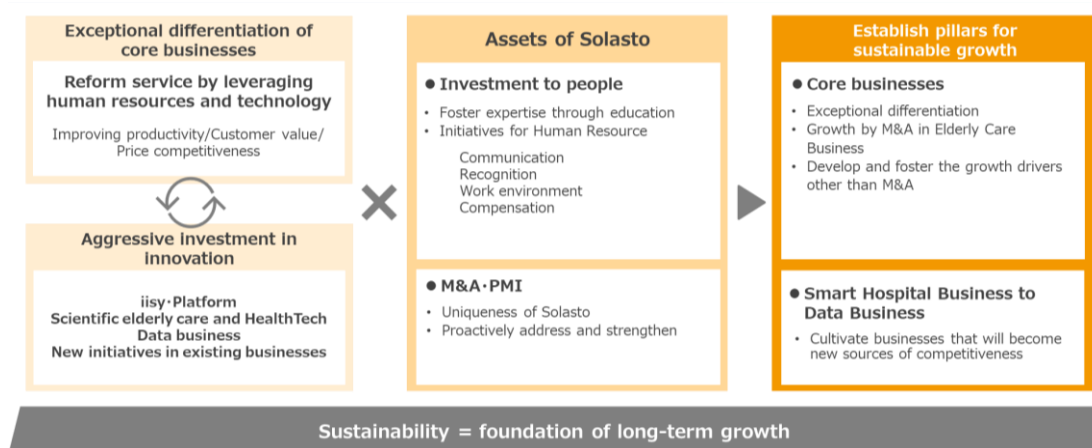 Exceptional differentiation of
core businesses
Reform service by leveraging
human resources and technology
Improving productivity/Customer value/
Price competitiveness
Aggressive investment in
innovation
iisy･Platform
Scientific elderly care and HealthTech
Data business
New initiatives in existing businesses
Assets of Solasto
● Investment to people
• Foster expertise through education
• Initiatives for Human Resource
Communication
Recognition
Work environment
Compensation
● M&A･PMI
• Uniqueness of Solasto
• Proactively address and strengthen
Establish pillars for
sustainable growth
● Core businesses
• Exceptional differentiation
• Growth by M&A in Elderly Care
Business
• Develop and foster the growth drivers
other than M&A
● Smart Hospital Business to
Data Business
• Cultivate businesses that will become
new sources of competitiveness
Sustainability = foundation of long-term growth